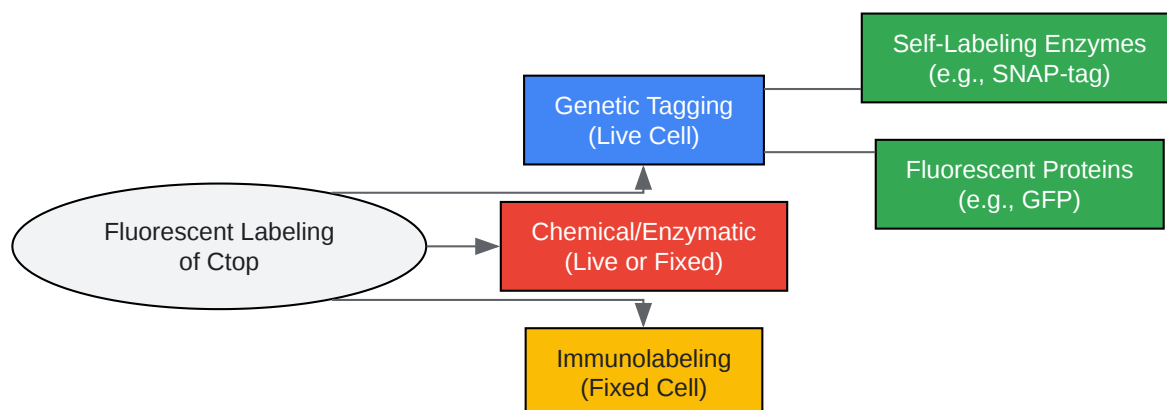 Self-Labeling Enzymes
(e.g., SNAP-tag)
Genetic Tagging
(Live Cell)
Fluorescent Proteins
(e.g., GFP)
Fluorescent Labeling
of Ctop
Chemical/Enzymatic
(Live or Fixed)
Immunolabeling
(Fixed Cell)